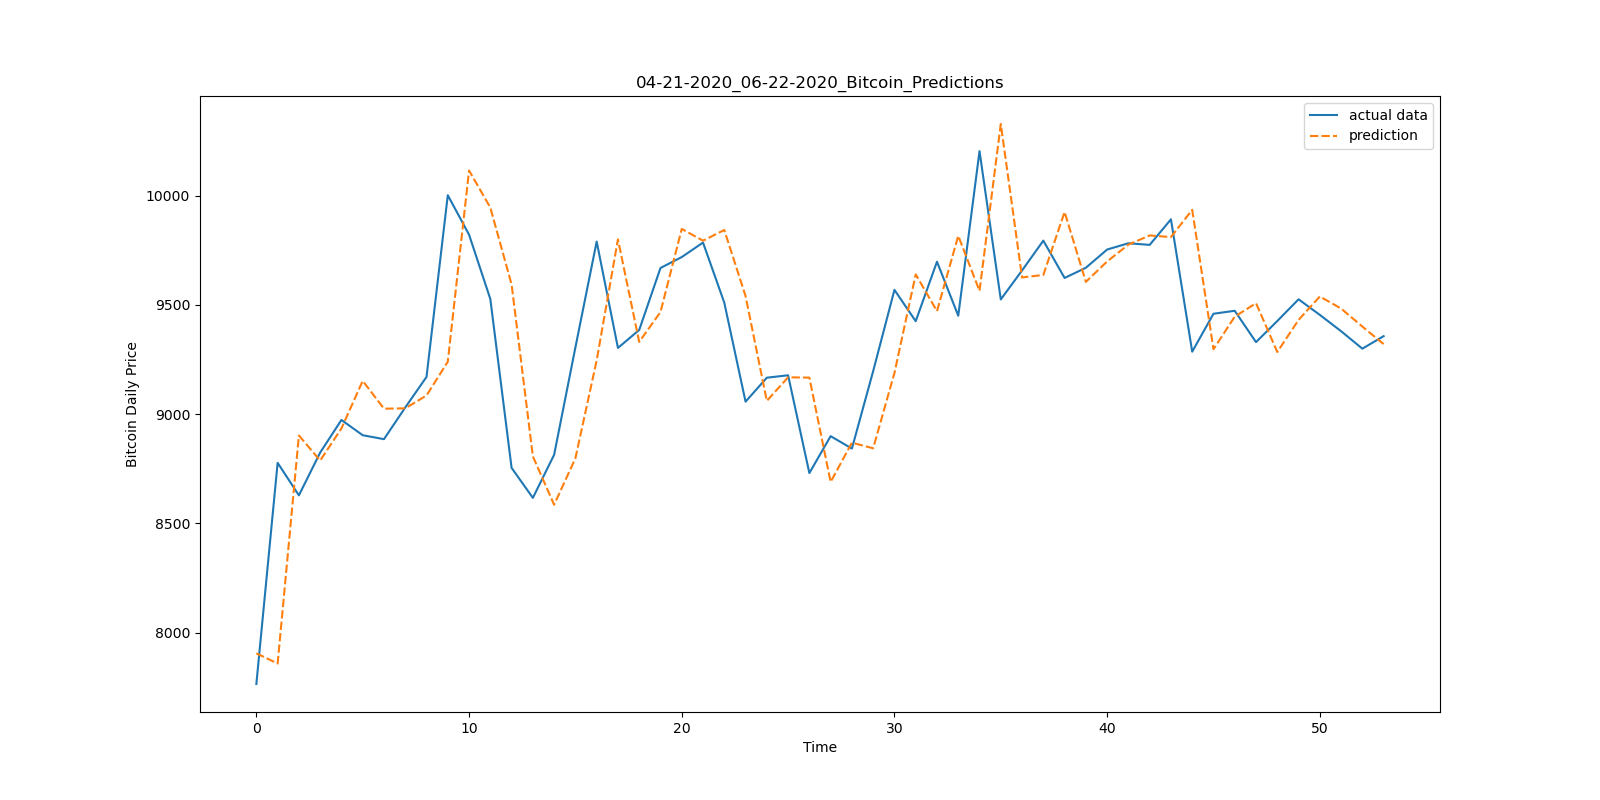 04-21-2020_06-22-2020_Bitcoin_Predictions
actual data
prediction
10000
9500
9000
8500
8000
Bitcoin Daily Price
0 10 20 30 40 50
Time